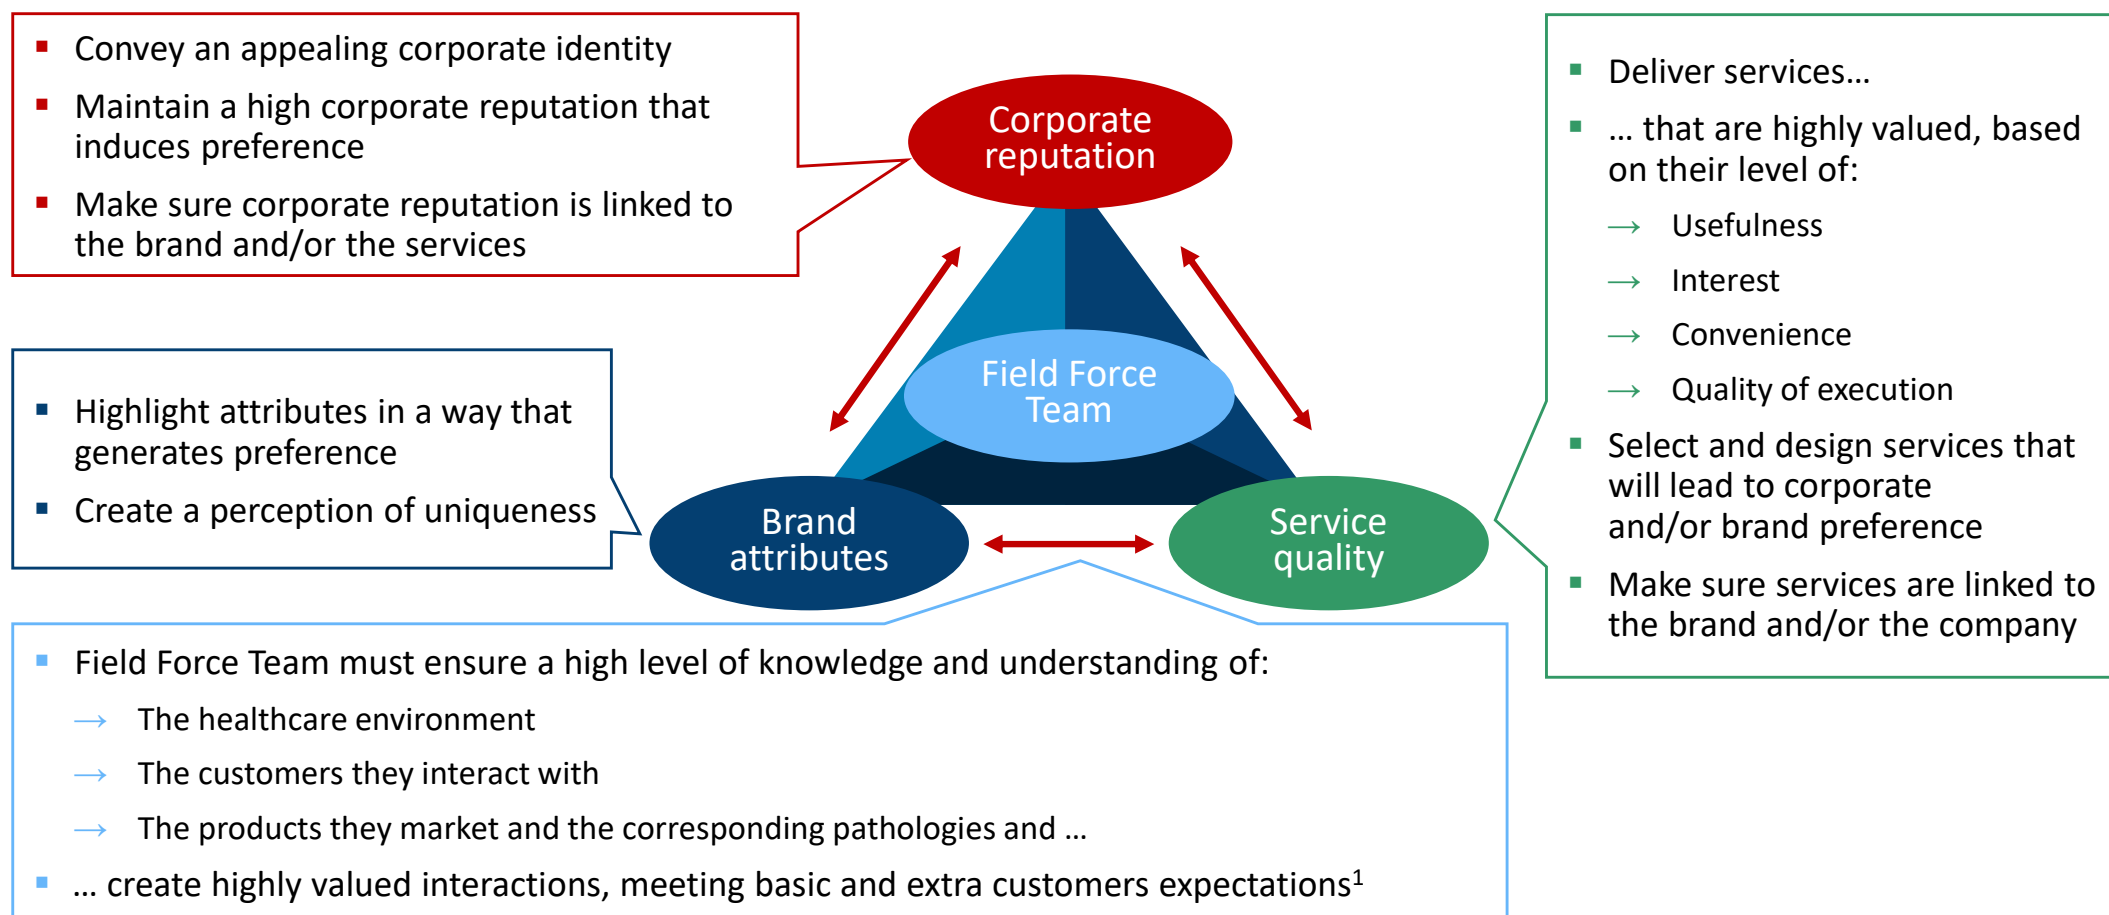 Convey an appealing corporate identity
Maintain a high corporate reputation that
induces preference
Make sure corporate reputation is linked to
the brand and/or the services
Corporate
reputation
Deliver services…
… that are highly valued, based
on their level of:
→ Usefulness
→ Interest
→ Convenience
→ Quality of execution
Select and design services that
will lead to corporate
and/or brand preference
Make sure services are linked to
the brand and/or the company
Field Force
Team
Highlight attributes in a way that
generates preference
Create a perception of uniqueness
Brand
attributes
Service
quality
Field Force Team must ensure a high level of knowledge and understanding of:
→ The healthcare environment
→ The customers they interact with
→ The products they market and the corresponding pathologies and …
… create highly valued interactions, meeting basic and extra customers expectations¹